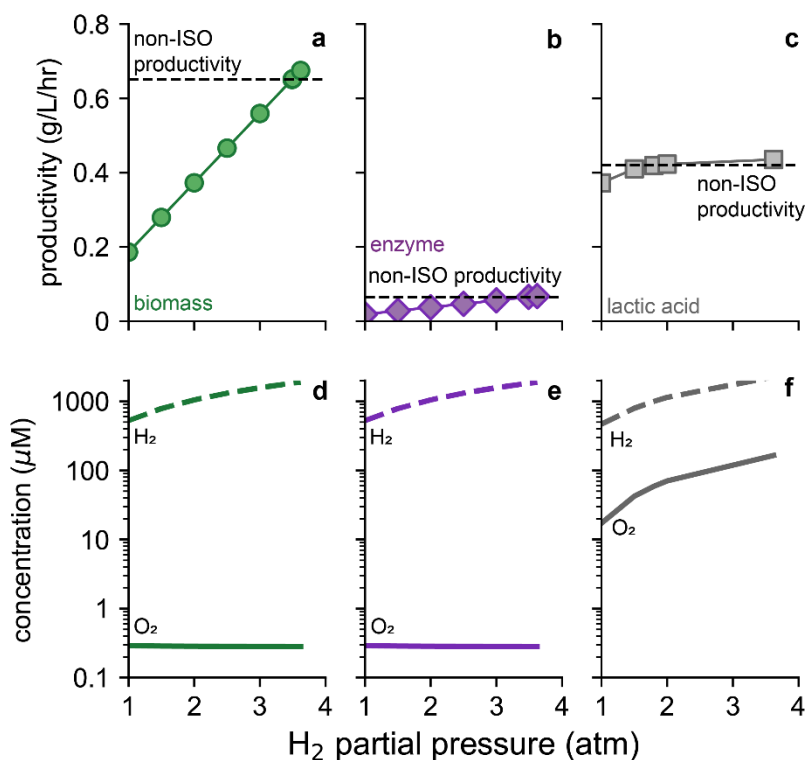 a
non-ISO
productivity
biomass
b
enzyme
non-ISO productivity
c
non-ISO
productivity
lactic acid
productivity (g/L/hr)
0.8
0.6
0.4
0.2
0
d
H₂
O₂
e
H₂
O₂
f
H₂
O₂
concentration (μM)
1000
100
10
1
0.1
1 2 3 4
1 2 3 4
1 2 3 4
H₂ partial pressure (atm)